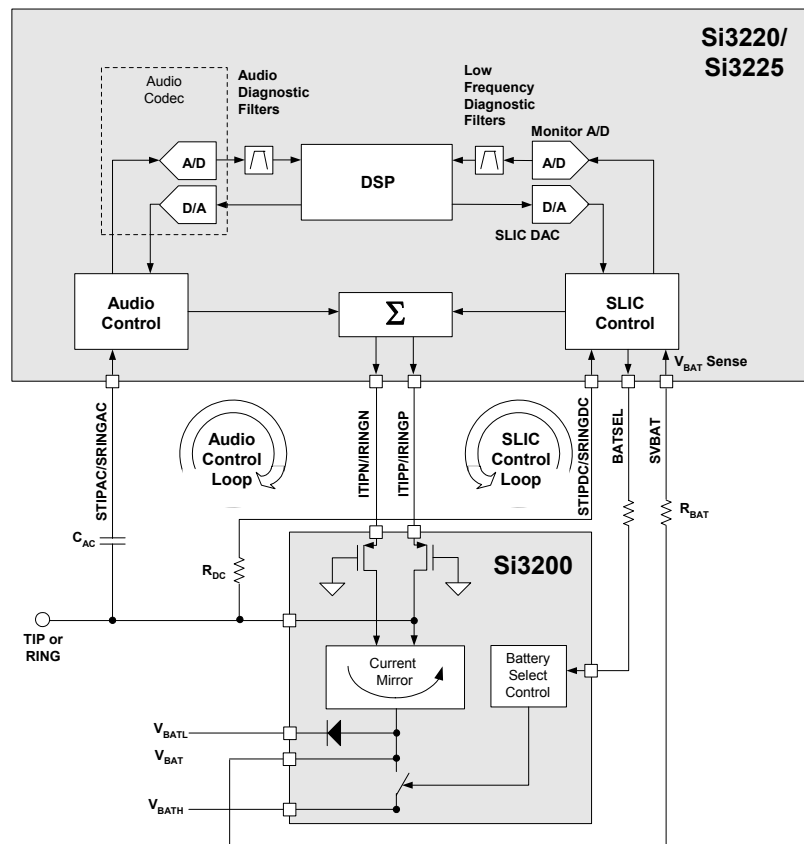 Si3220/
Si3225
Audio
Codec
Audio
Diagnostic
Filters
Low
Frequency
Diagnostic
Filters
Monitor A/D
A/D
DSP
A/D
D/A
D/A
SLIC DAC
Audio
Control
Σ
SLIC
Control
VBAT Sense
STIPAC/SRINGAC
Audio
Control
Loop
ITIPN/IRINGN
ITIPP/IRINGP
SLIC
Control
Loop
STIPDC/SRINGDC
BATSEL
SVBAT
CAC
RDC
RBAT
Si3200
TIP or
RING
Current
Mirror
Battery
Select
Control
VBATL
VBAT
VBATH